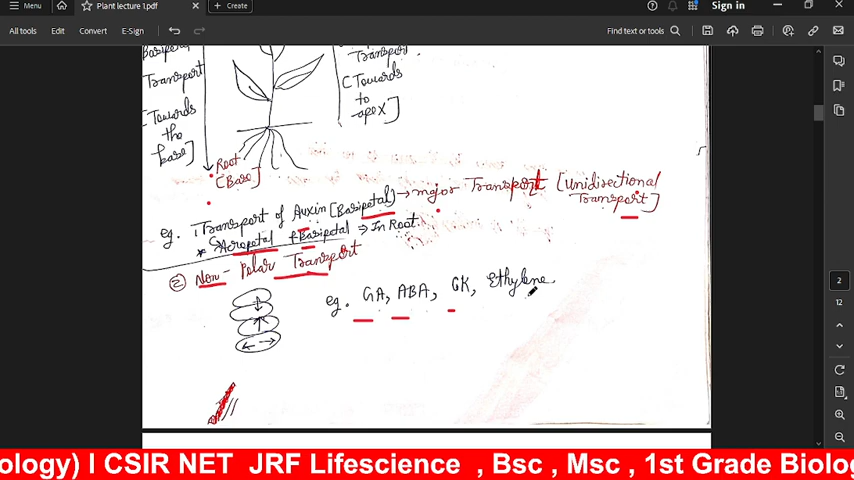 Menu
Plant lecture 1.pdf
+ Create
Sign in
All tools
Edit
Convert
E-Sign
Find text or tools
Transport
[Towards
the
base]
Transport
[Towards
to
apex]
Root
[Base]
eg. Transport of Auxin [Basipetal) → major Transport [Unidirectional
Transport]
* Acropetal & Basipetal ⇒ In Root
② Non-Polar Transport
eg. GA, ABA, CK, Ethylene
2
12
ology) l CSIR NET JRF Lifescience , Bsc , Msc , 1st Grade Biolog